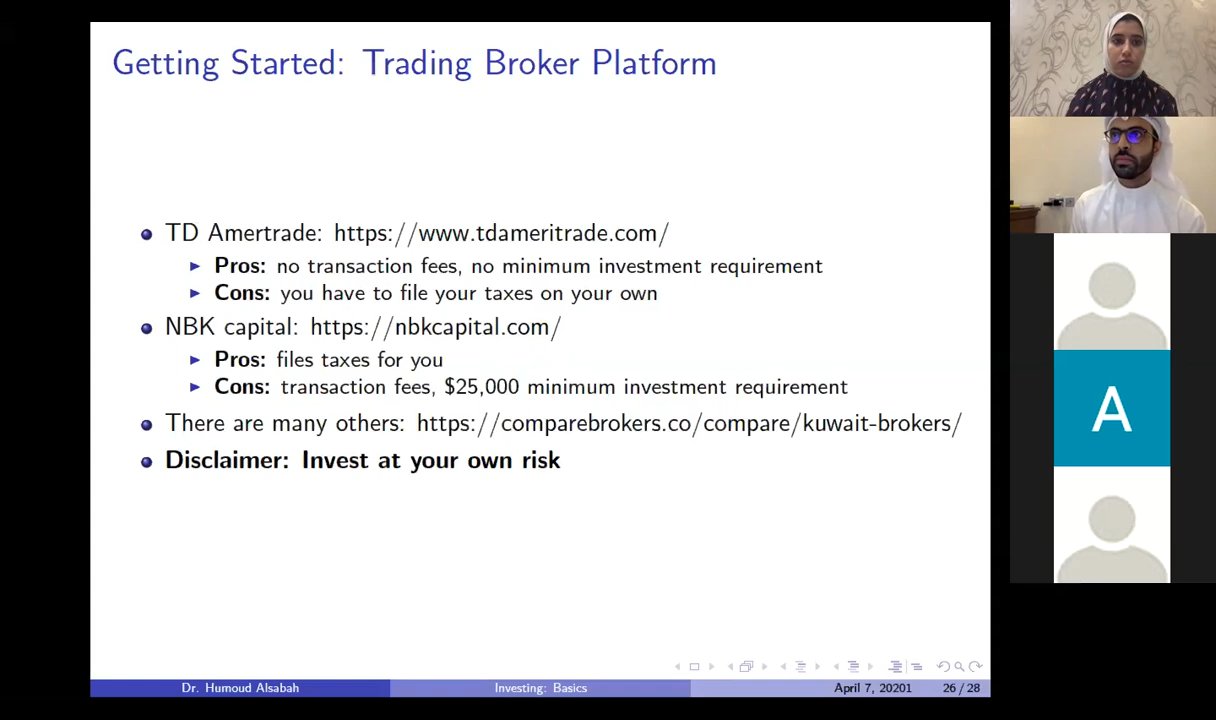 Getting Started: Trading Broker Platform
TD Amertrade: https://www.tdameritrade.com/
Pros: no transaction fees, no minimum investment requirement
Cons: you have to file your taxes on your own
NBK capital: https://nbkcapital.com/
Pros: files taxes for you
Cons: transaction fees, $25,000 minimum investment requirement
There are many others: https://comparebrokers.co/compare/kuwait-brokers/
Disclaimer: Invest at your own risk
Dr. Humoud Alsabah
Investing: Basics
April 7, 20201
26 / 28
A